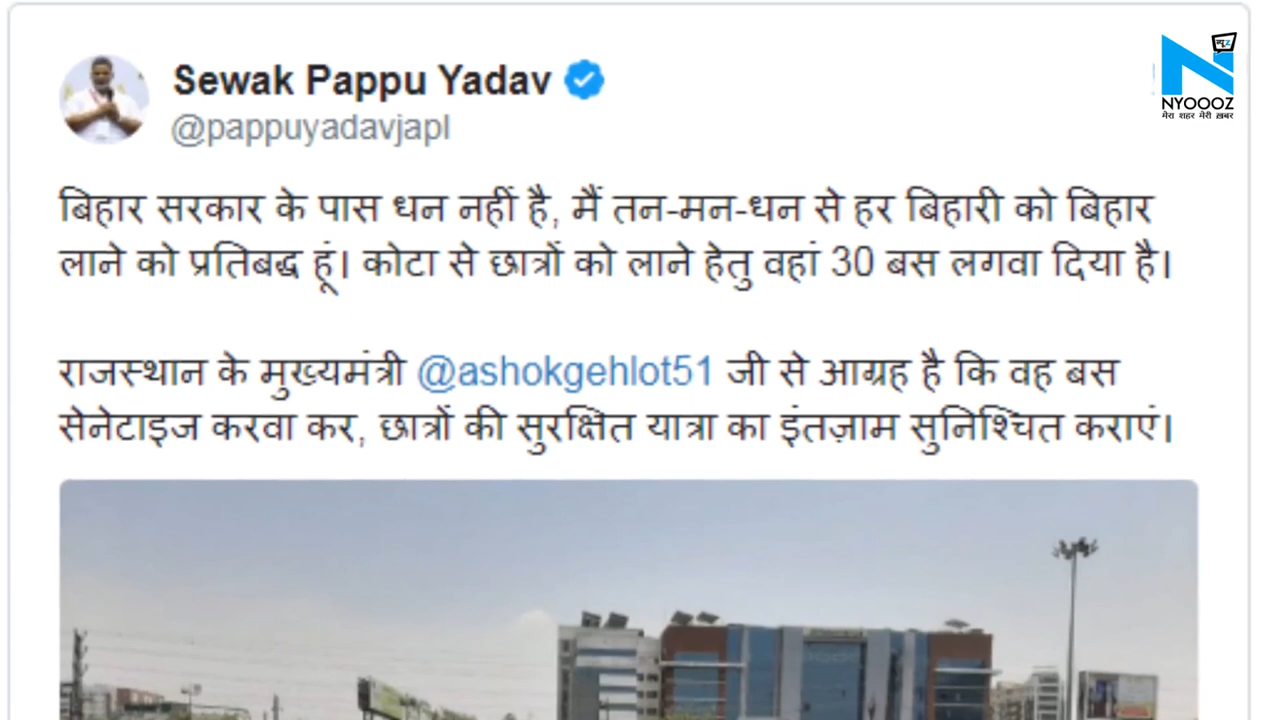 Sewak Pappu Yadav
@pappuyadavjapl
न्यूz
NYOOOZ
मेरा शहर मेरी ख़बर
बिहार सरकार के पास धन नहीं है, मैं तन-मन-धन से हर बिहारी को बिहार
लाने को प्रतिबद्ध हूं। कोटा से छात्रों को लाने हेतु वहां 30 बस लगवा दिया है।
राजस्थान के मुख्यमंत्री @ashokgehlot51 जी से आग्रह है कि वह बस
सेनेटाइज करवा कर, छात्रों की सुरक्षित यात्रा का इंतज़ाम सुनिश्चित कराएं।